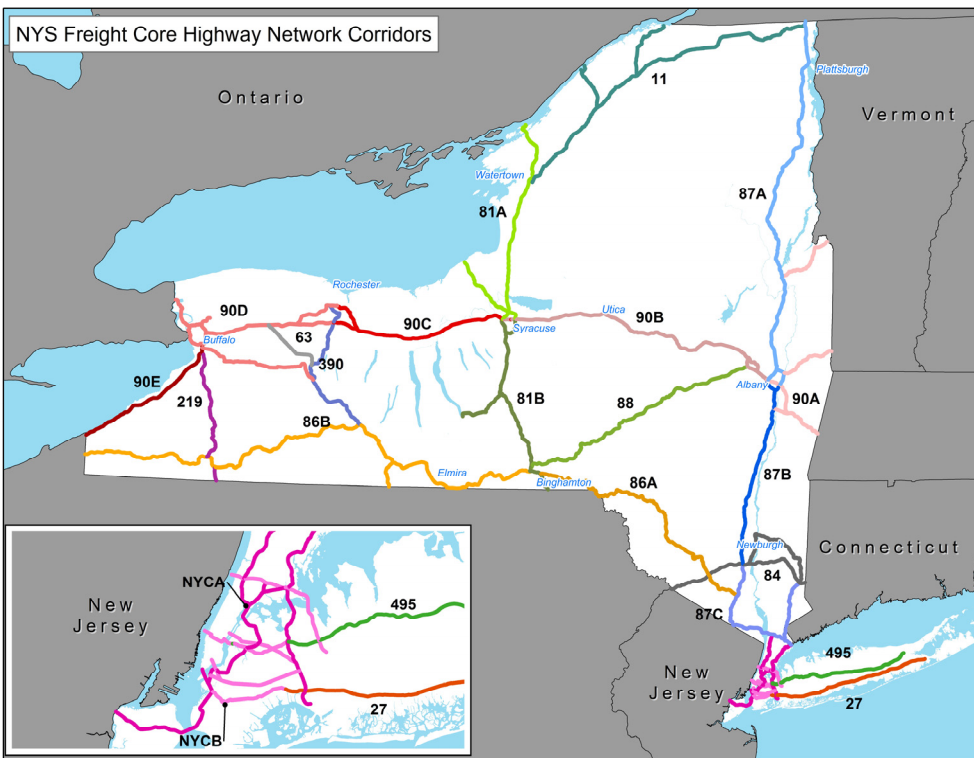 NYS Freight Core Highway Network Corridors
Ontario
11
Plattsburgh
Vermont
Watertown
87A
81A
Rochester
90D
Utica
90C
90B
Syracuse
63
Buffalo
390
90E
Albany
90A
219
81B
88
86B
87B
Elmira
Binghamton
86A
Newburgh
Connecticut
84
87C
NYCA
New
Jersey
495
27
NYCB
495
New
Jersey
27